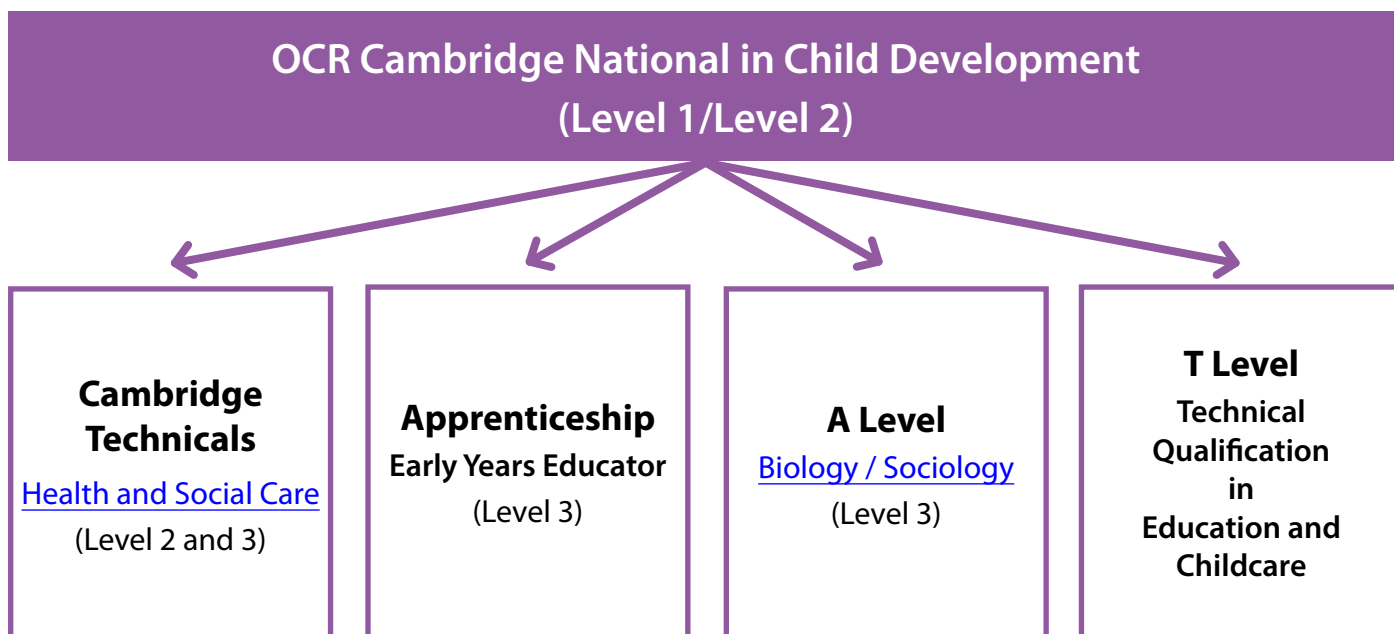 OCR Cambridge National in Child Development
(Level 1/Level 2)
Cambridge
Technicals
Health and Social Care
(Level 2 and 3)
Apprenticeship
Early Years Educator
(Level 3)
A Level
Biology / Sociology
(Level 3)
T Level
Technical
Qualification
in
Education and
Childcare